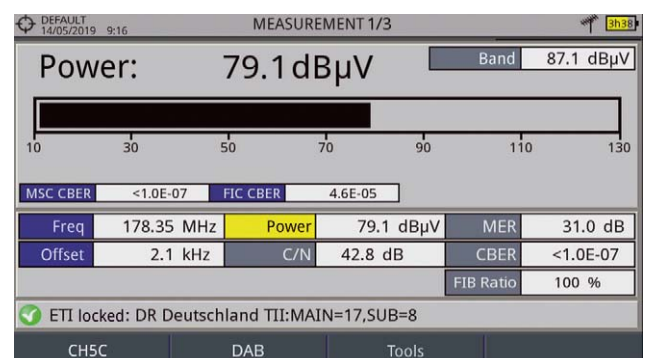 DEFAULT
14/05/2019 9:16 MEASUREMENT 1/3 3h38
Power: 79.1 dBµV Band 87.1 dBµV
10 30 50 70 90 110 130
MSC CBER <1.0E-07 FIC CBER 4.6E-05
Freq 178.35 MHz Power 79.1 dBµV MER 31.0 dB
Offset 2.1 kHz C/N 42.8 dB CBER <1.0E-07
FIB Ratio 100 %
ETI locked: DR Deutschland TII:MAIN=17,SUB=8
CH5C DAB Tools